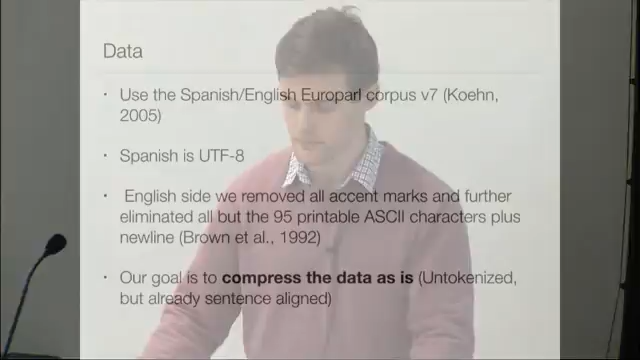 Data
• Use the Spanish/English Europarl corpus v7 (Koehn,
2005)
• Spanish is UTF-8
• English side we removed all accent marks and further
eliminated all but the 95 printable ASCII characters plus
newline (Brown et al., 1992)
• Our goal is to compress the data as is (Untokenized,
but already sentence aligned)